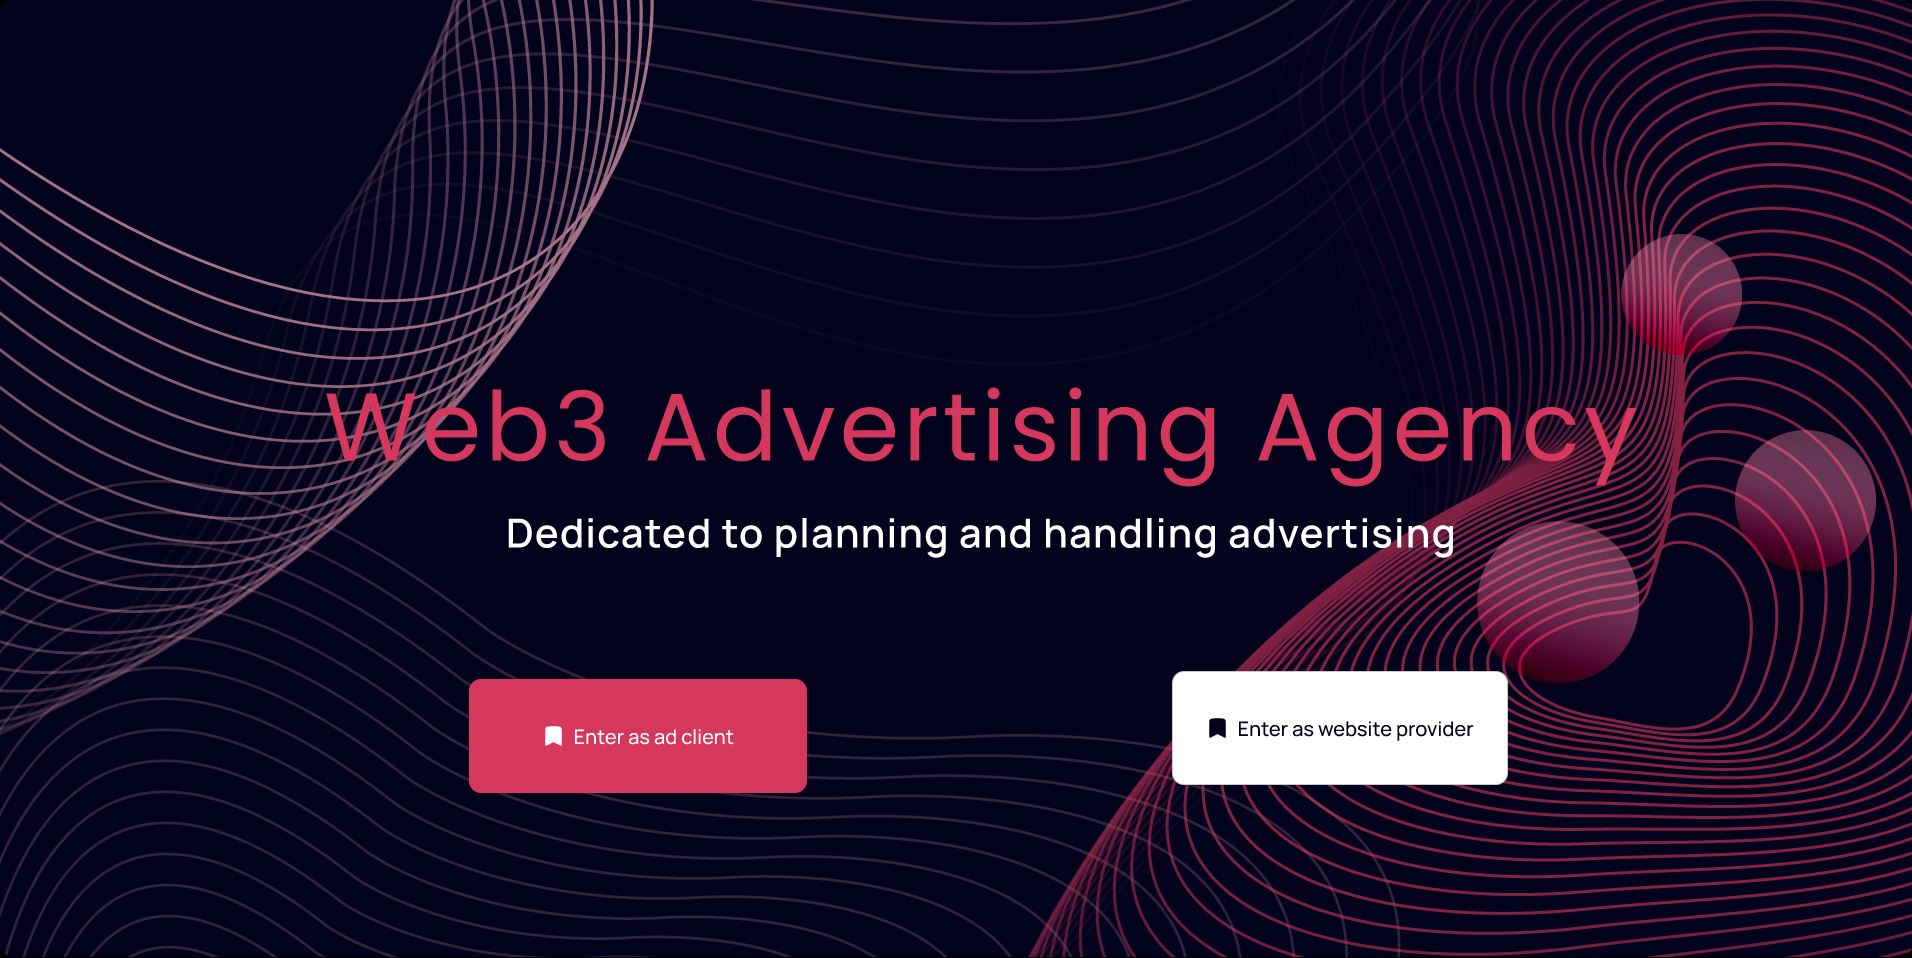 Web3 Advertising Agency
Dedicated to planning and handling advertising
Enter as ad client
Enter as website provider